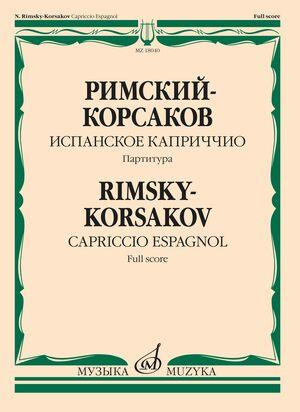 N. Rimsky-Korsakov Capriccio Espagnol Full score
MZ 18040
РИМСКИЙ-
КОРСАКОВ
ИСПАНСКОЕ КАПРИЧЧИО
Партитура
RIMSKY-
KORSAKOV
CAPRICCIO ESPAGNOL
Full score
МУЗЫКА MUZYKA